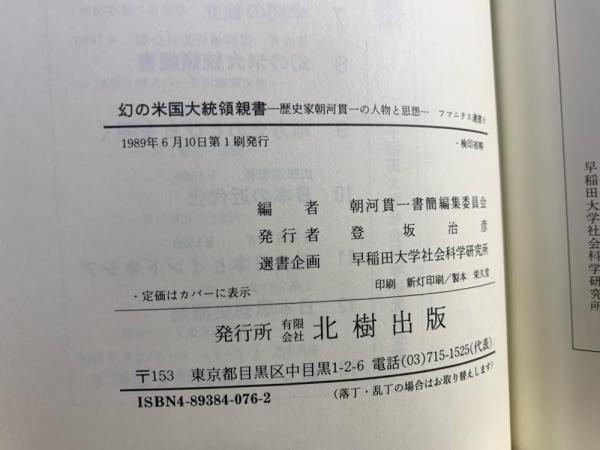 幻の米国大統領親書―歴史家朝河貫一の人物と思想― フマニタス選書
1989年6月10日第1刷発行 ・検印省略
編者 朝河貫一書簡編集委員会
発行者 登坂治彦
選書企画 早稲田大学社会科学研究所
・定価はカバーに表示 印刷 新灯印刷/製本 栄久堂
発行所 有限会社 北樹出版
〒153 東京都目黒区中目黒1-2-6 電話(03)715-1525(代表)
ISBN4-89384-076-2 (落丁・乱丁の場合はお取り替えします)
早稲田大学社会科学研究所